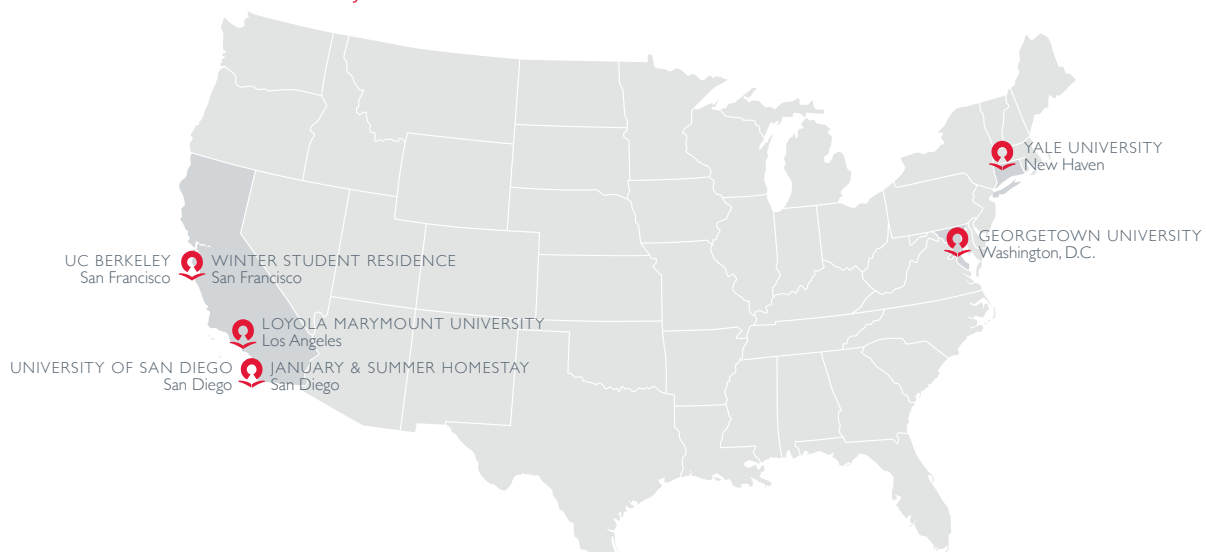 YALE UNIVERSITY
New Haven
GEORGETOWN UNIVERSITY
Washington, D.C.
UC BERKELEY
San Francisco
WINTER STUDENT RESIDENCE
San Francisco
LOYOLA MARYMOUNT UNIVERSITY
Los Angeles
UNIVERSITY OF SAN DIEGO
San Diego
JANUARY & SUMMER HOMESTAY
San Diego